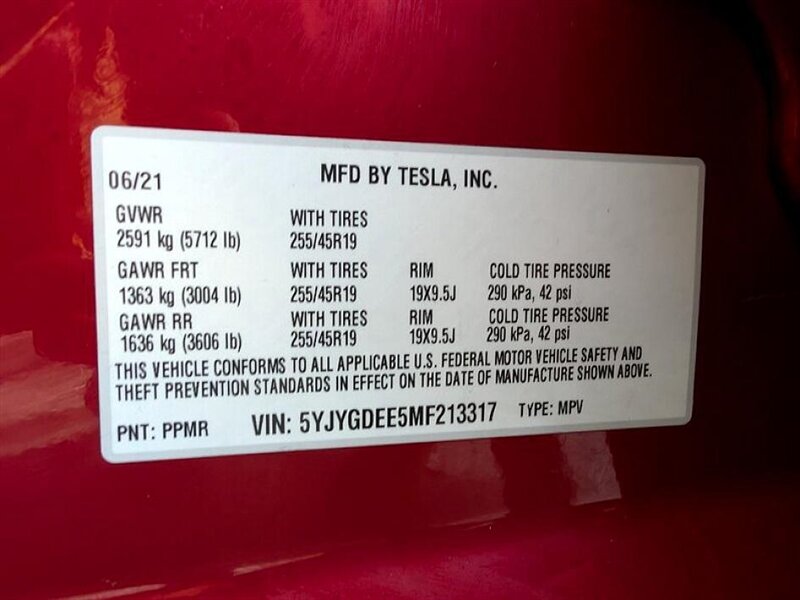 06/21 MFD BY TESLA, INC.
GVWR WITH TIRES
2591 kg (5712 lb) 255/45R19
GAWR FRT WITH TIRES RIM COLD TIRE PRESSURE
1363 kg (3004 lb) 255/45R19 19X9.5J 290 kPa, 42 psi
GAWR RR WITH TIRES RIM COLD TIRE PRESSURE
1636 kg (3606 lb) 255/45R19 19X9.5J 290 kPa, 42 psi
THIS VEHICLE CONFORMS TO ALL APPLICABLE U.S. FEDERAL MOTOR VEHICLE SAFETY AND
THEFT PREVENTION STANDARDS IN EFFECT ON THE DATE OF MANUFACTURE SHOWN ABOVE.
PNT: PPMR VIN: 5YJYGDEE5MF213317 TYPE: MPV